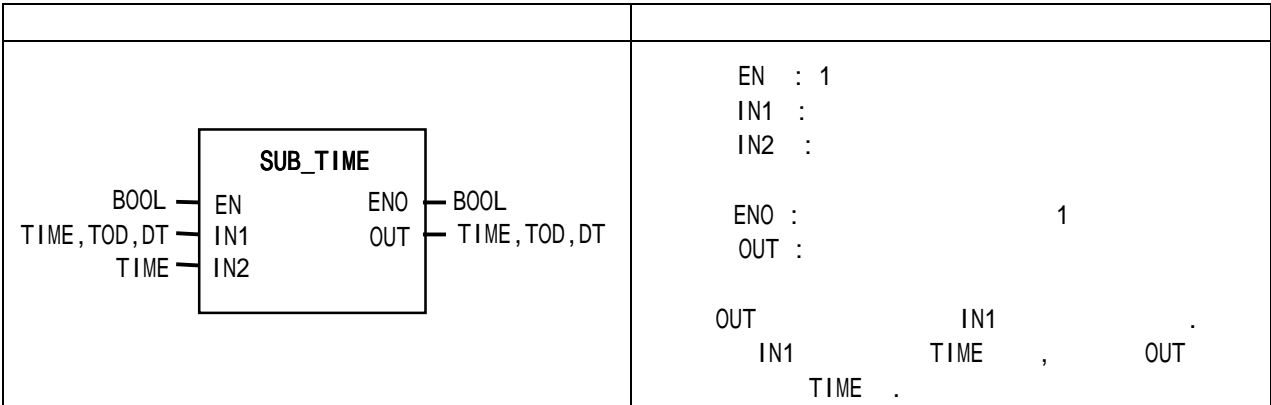 SUB_TIME
BOOL EN ENO BOOL
TIME,TOD,DT IN1 OUT TIME,TOD,DT
TIME IN2
EN : 1
IN1 :
IN2 :
ENO : 1
OUT :
OUT IN1 .
IN1 TIME , OUT
TIME .